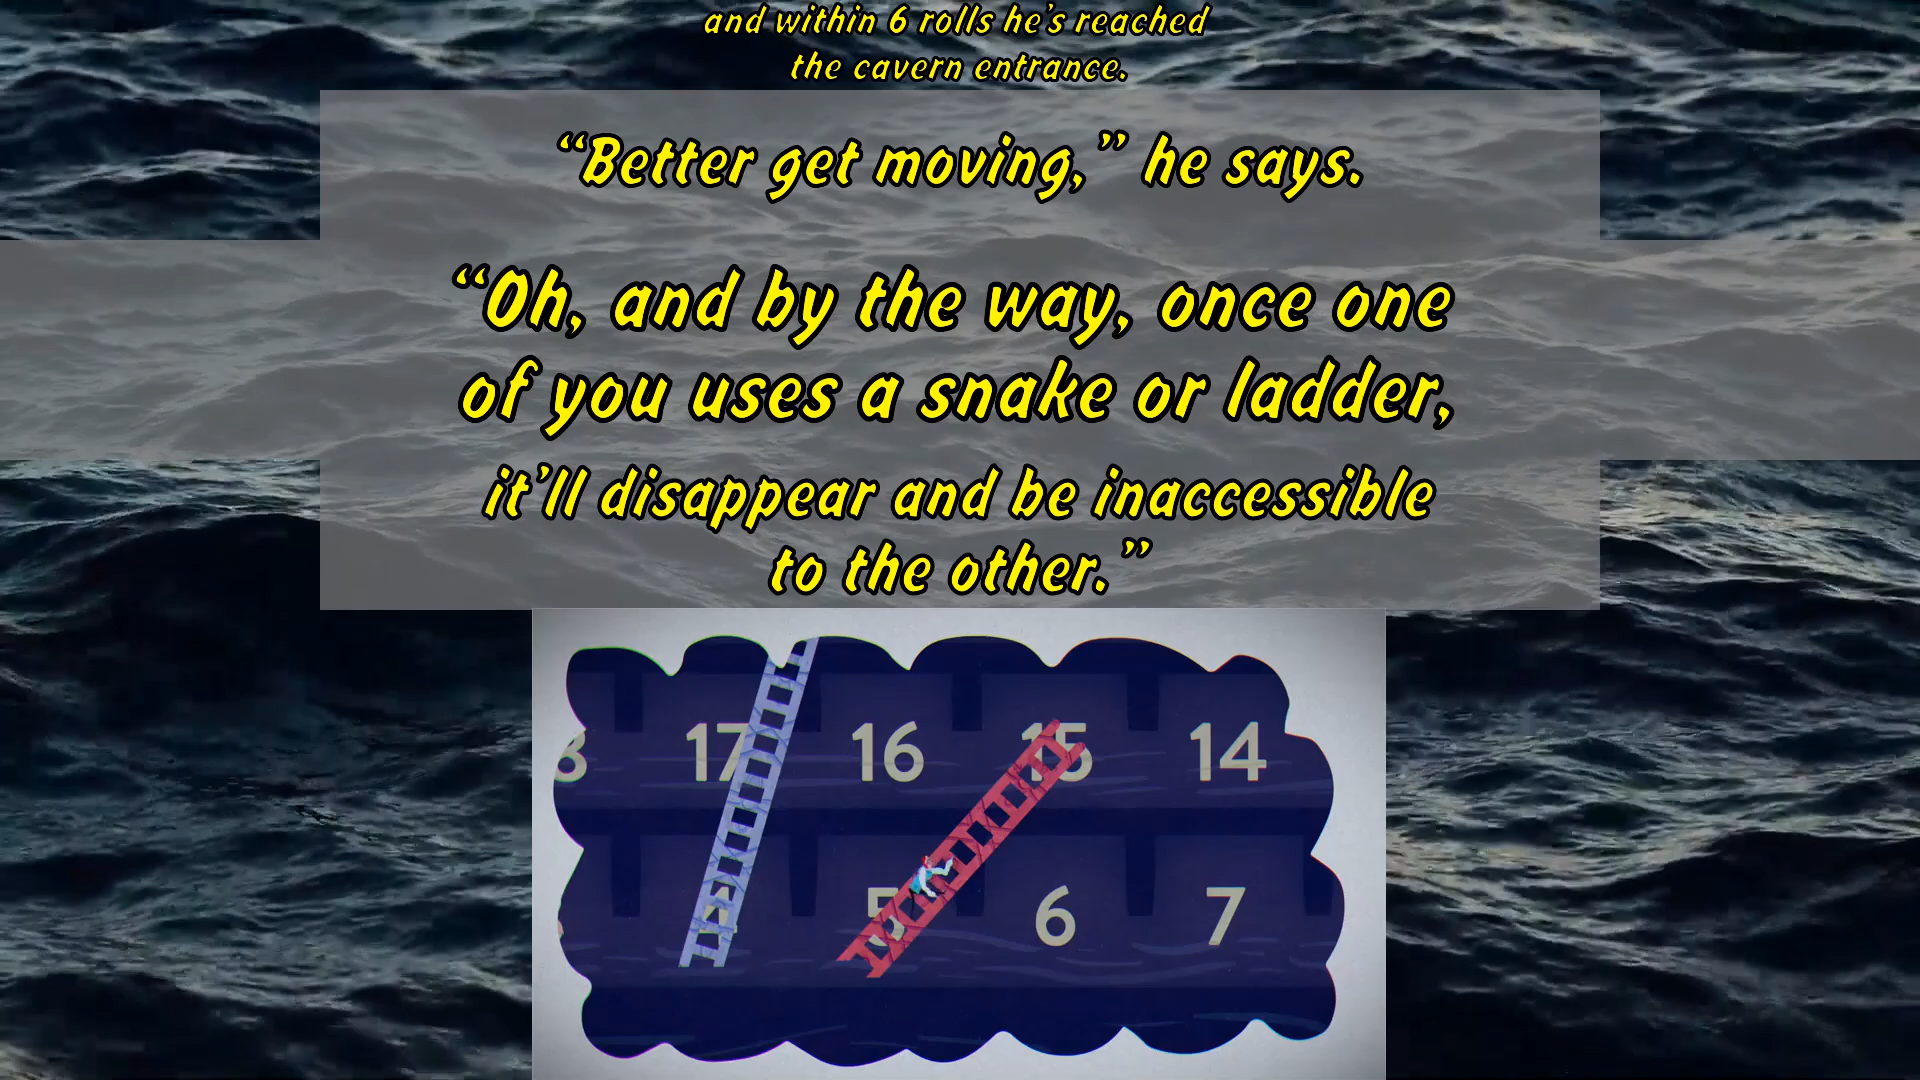 and within 6 rolls he's reached
the cavern entrance.
“Better get moving,” he says.
“Oh, and by the way, once one
of you uses a snake or ladder,
it'll disappear and be inaccessible
to the other.”
17 16 15 14
5 6 7